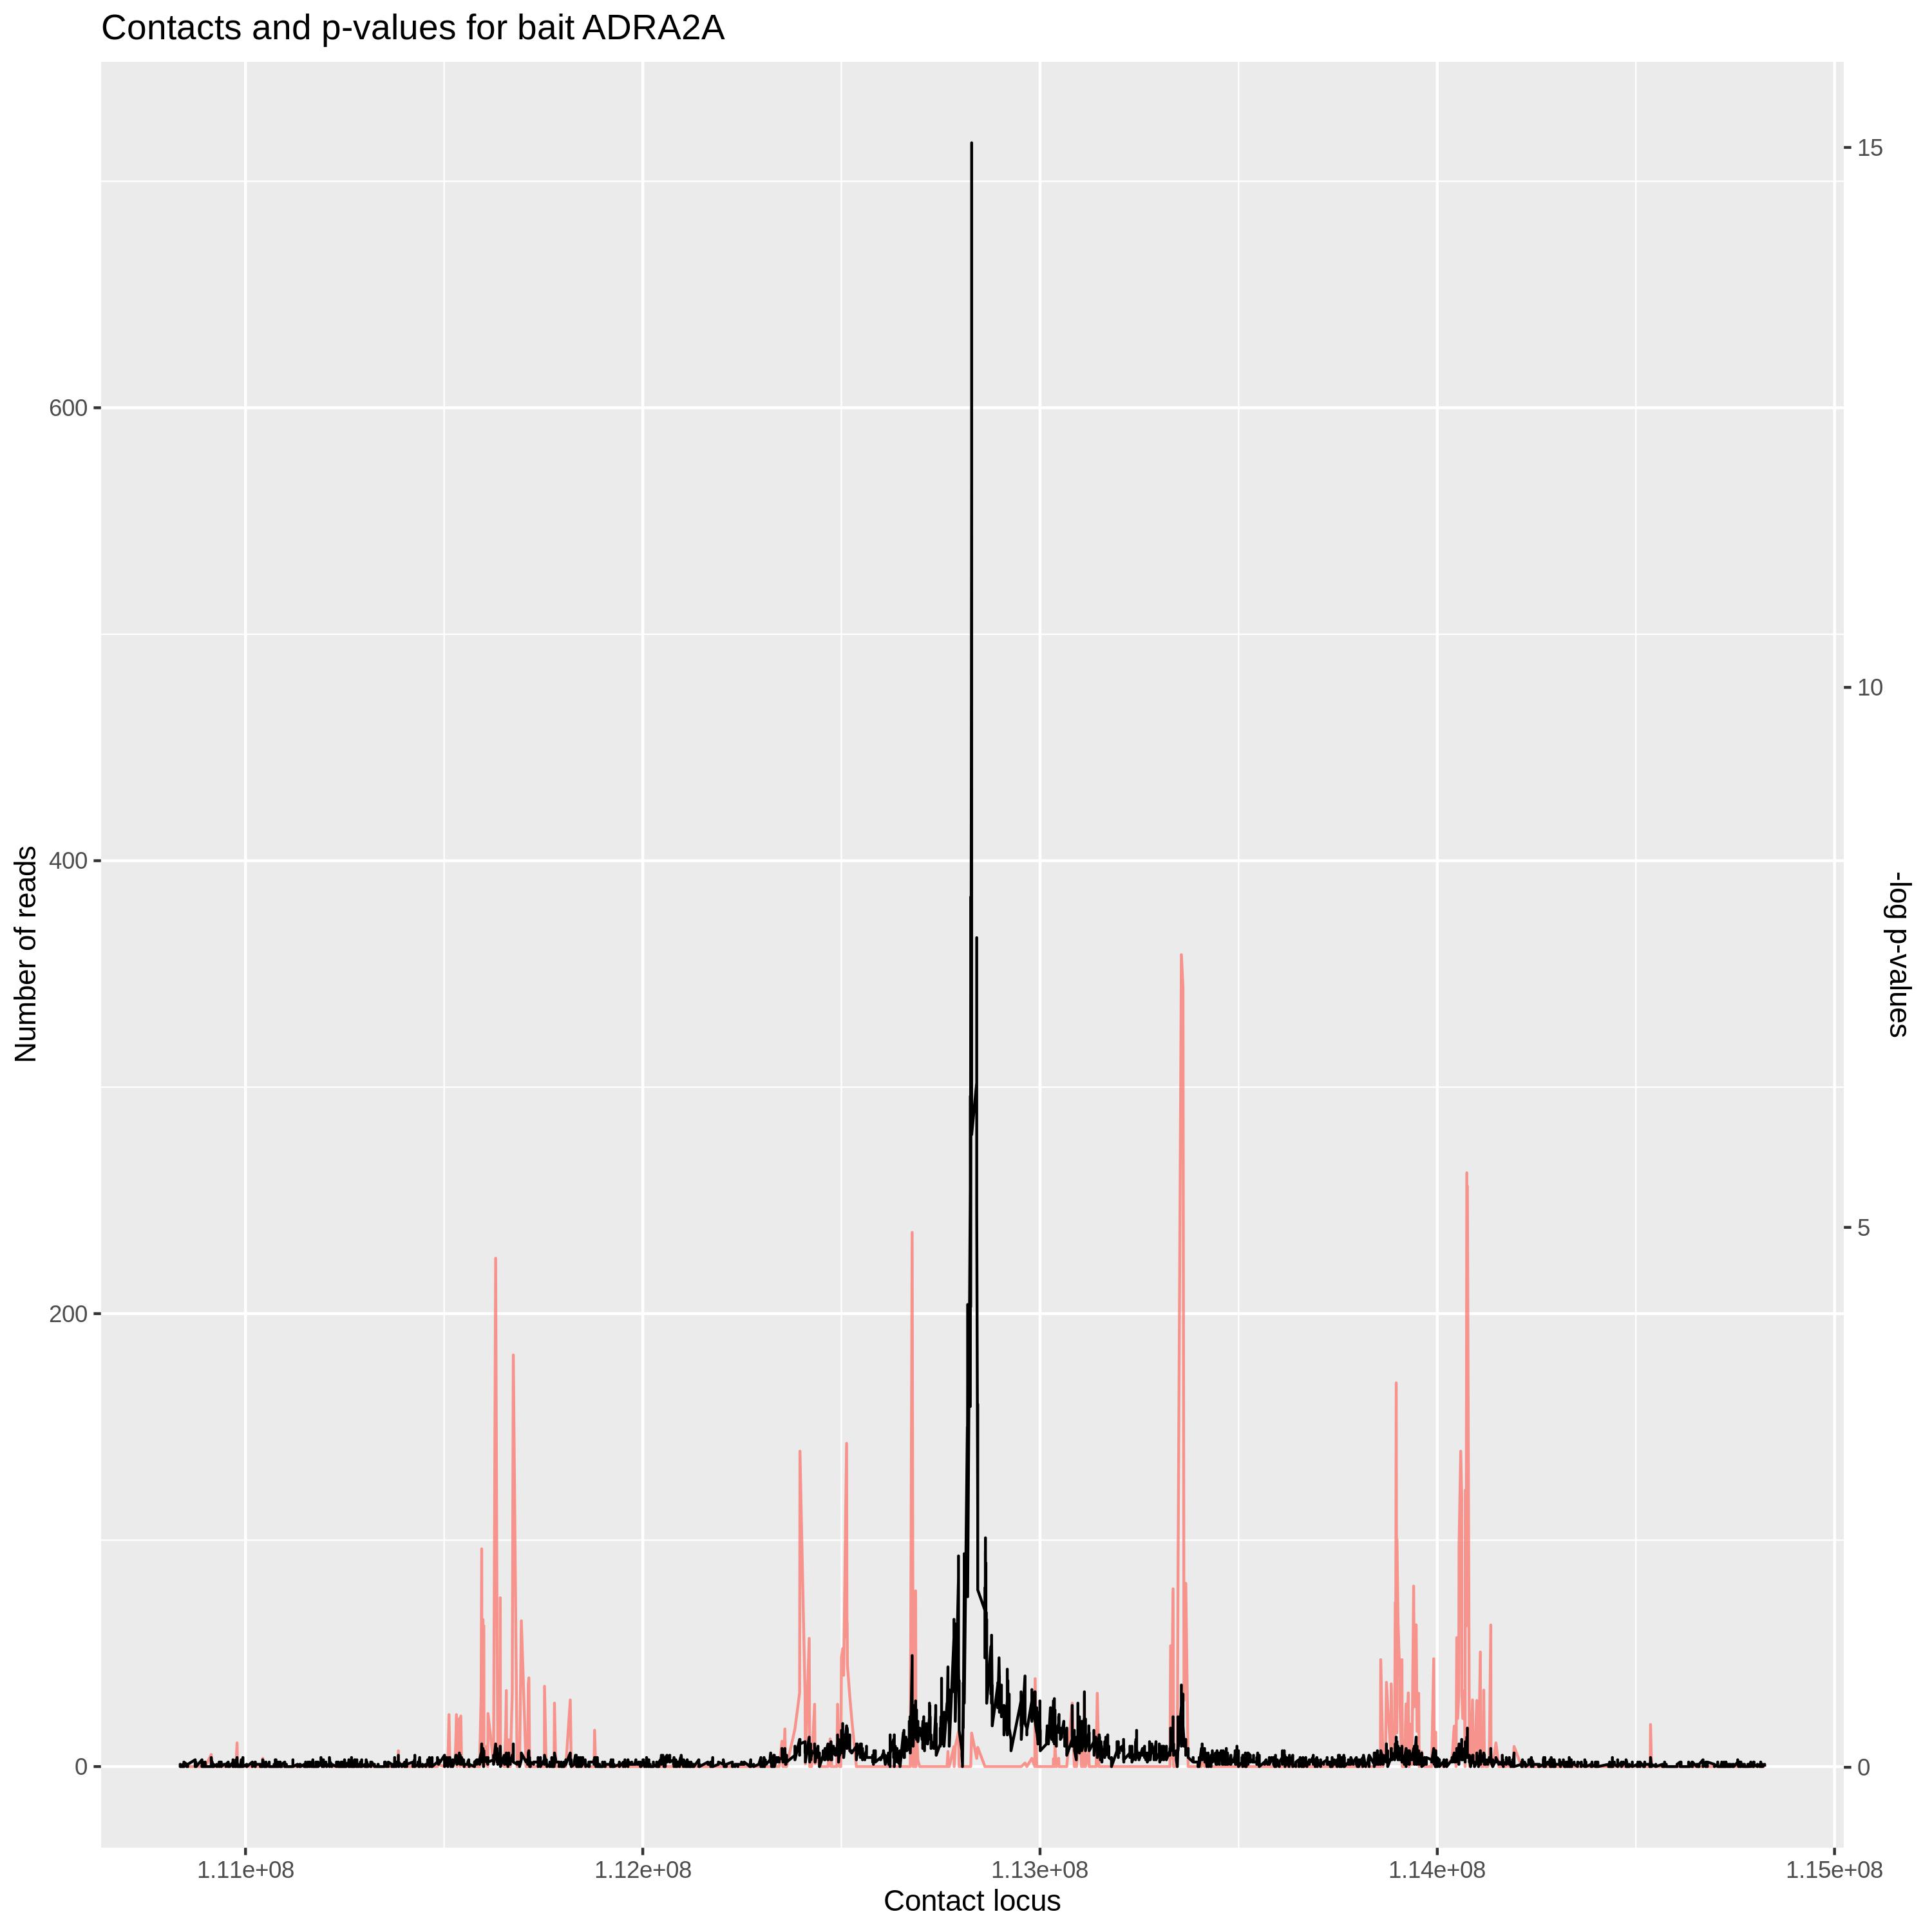 Contacts and p-values for bait ADRA2A
Number of reads
600
400
200
0
15
10
5
0
-log p-values
1.11e+08
1.12e+08
1.13e+08
1.14e+08
1.15e+08
Contact locus